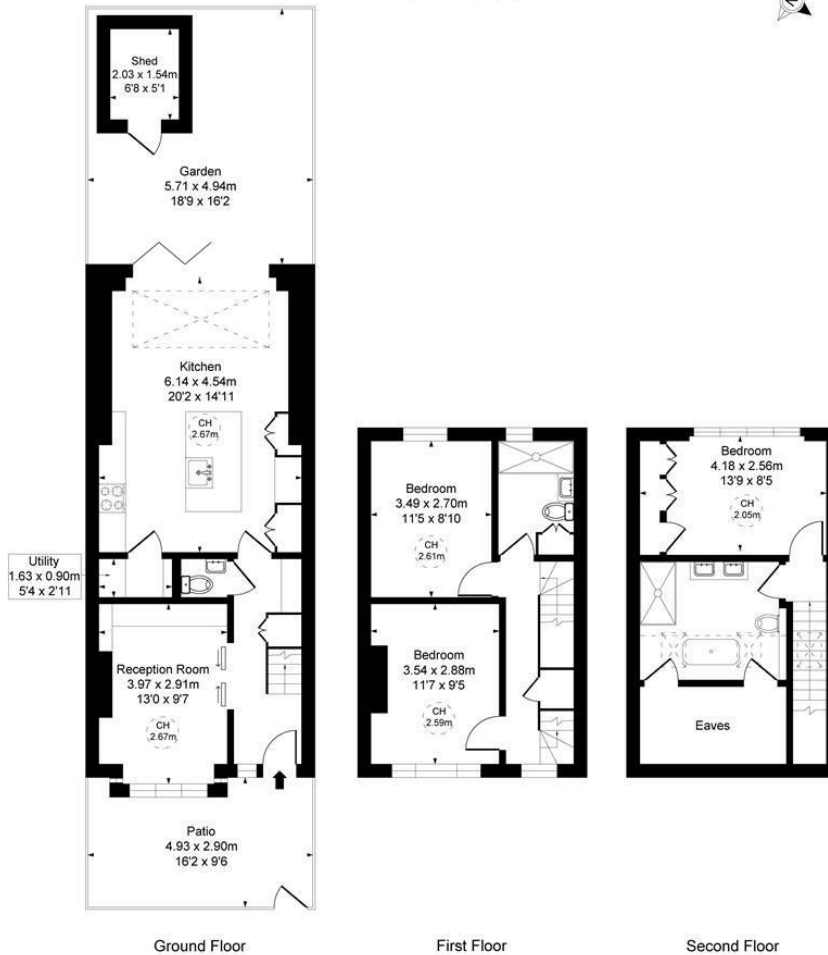 Shed
2.03 x 1.54m
6'8 x 5'1
Garden
5.71 x 4.94m
18'9 x 16'2
Kitchen
6.14 x 4.54m
20'2 x 14'11
CH
2.67m
Utility
1.63 x 0.90m
5'4 x 2'11
Reception Room
3.97 x 2.91m
13'0 x 9'7
CH
2.67m
Patio
4.93 x 2.90m
16'2 x 9'6
Ground Floor
Bedroom
3.49 x 2.70m
11'5 x 8'10
CH
2.61m
Bedroom
3.54 x 2.88m
11'7 x 9'5
CH
2.59m
First Floor
N
Bedroom
4.18 x 2.56m
13'9 x 8'5
CH
2.05m
Eaves
Second Floor